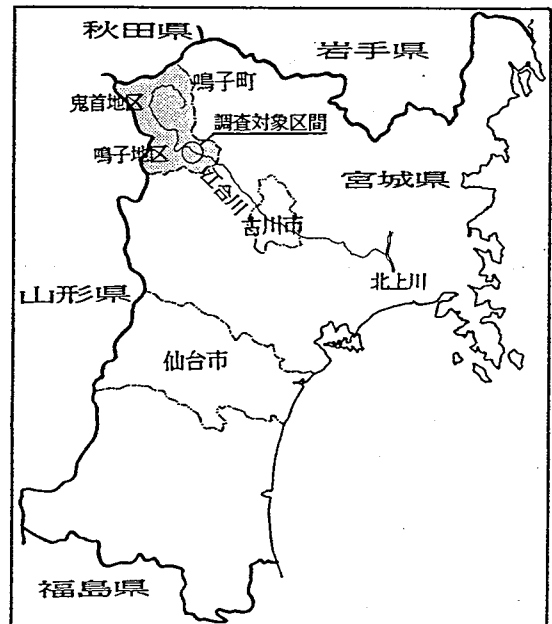 秋田県
岩手県
鳴子町
鬼首地区
調査対象区間
鳴子地区
宮城県
江合川
古川市
北上川
山形県
仙台市
福島県